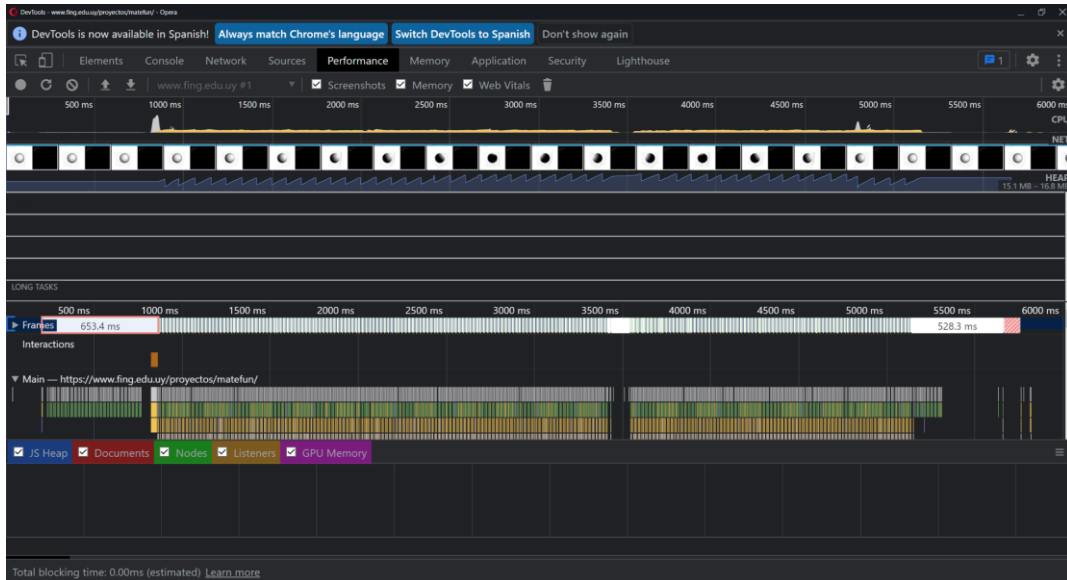 DevTools - www.fing.edu.uy/proyectos/matefun/ - Opera
DevTools is now available in Spanish! Always match Chrome's language Switch DevTools to Spanish Don't show again
Elements Console Network Sources Performance Memory Application Security Lighthouse 1
www.fing.edu.uy #1 Screenshots Memory Web Vitals
500 ms 1000 ms 1500 ms 2000 ms 2500 ms 3000 ms 3500 ms 4000 ms 4500 ms 5000 ms 5500 ms 6000 ms
CPU
NET
HEAP
15.1 MB – 16.8 MB
LONG TASKS
500 ms 1000 ms 1500 ms 2000 ms 2500 ms 3000 ms 3500 ms 4000 ms 4500 ms 5000 ms 5500 ms 6000 ms
Frames 653.4 ms 528.3 ms
Interactions
Main — https://www.fing.edu.uy/proyectos/matefun/
JS Heap Documents Nodes Listeners GPU Memory
Total blocking time: 0.00ms (estimated) Learn more